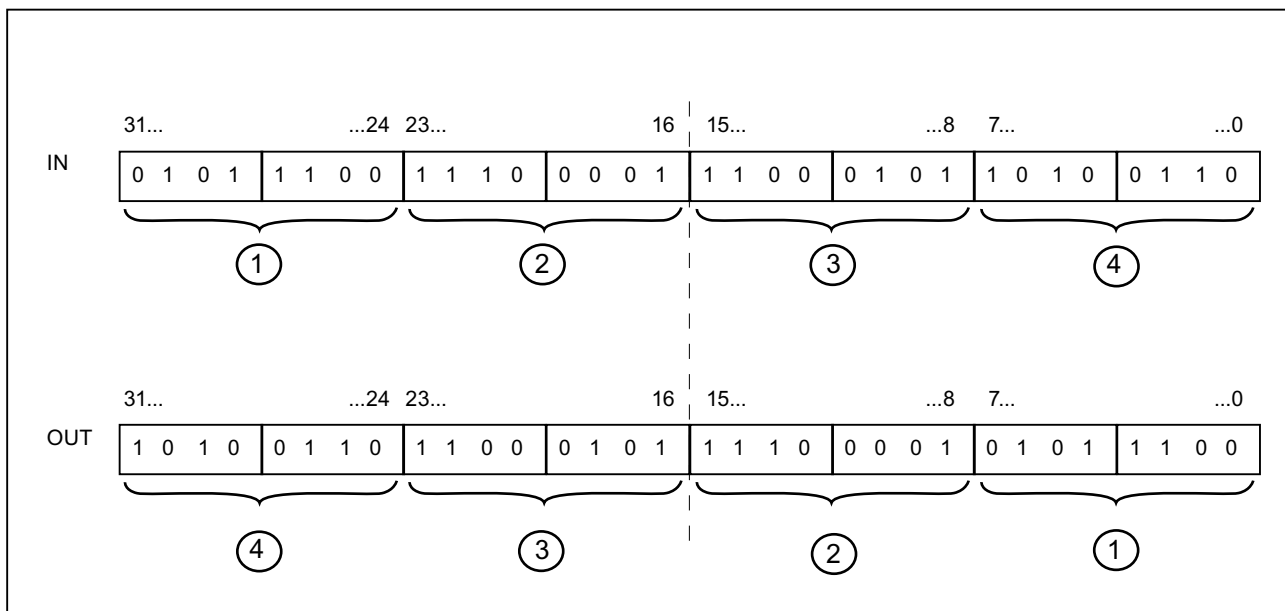 31... ...24 23... 16 15... ...8 7... ...0
IN 0 1 0 1 1 1 0 0 1 1 1 0 0 0 0 1 1 1 0 0 0 1 0 1 1 0 1 0 0 1 1 0
1 2 3 4
31... ...24 23... 16 15... ...8 7... ...0
OUT 1 0 1 0 0 1 1 0 1 1 0 0 0 1 0 1 1 1 1 0 0 0 0 1 0 1 0 1 1 1 0 0
4 3 2 1